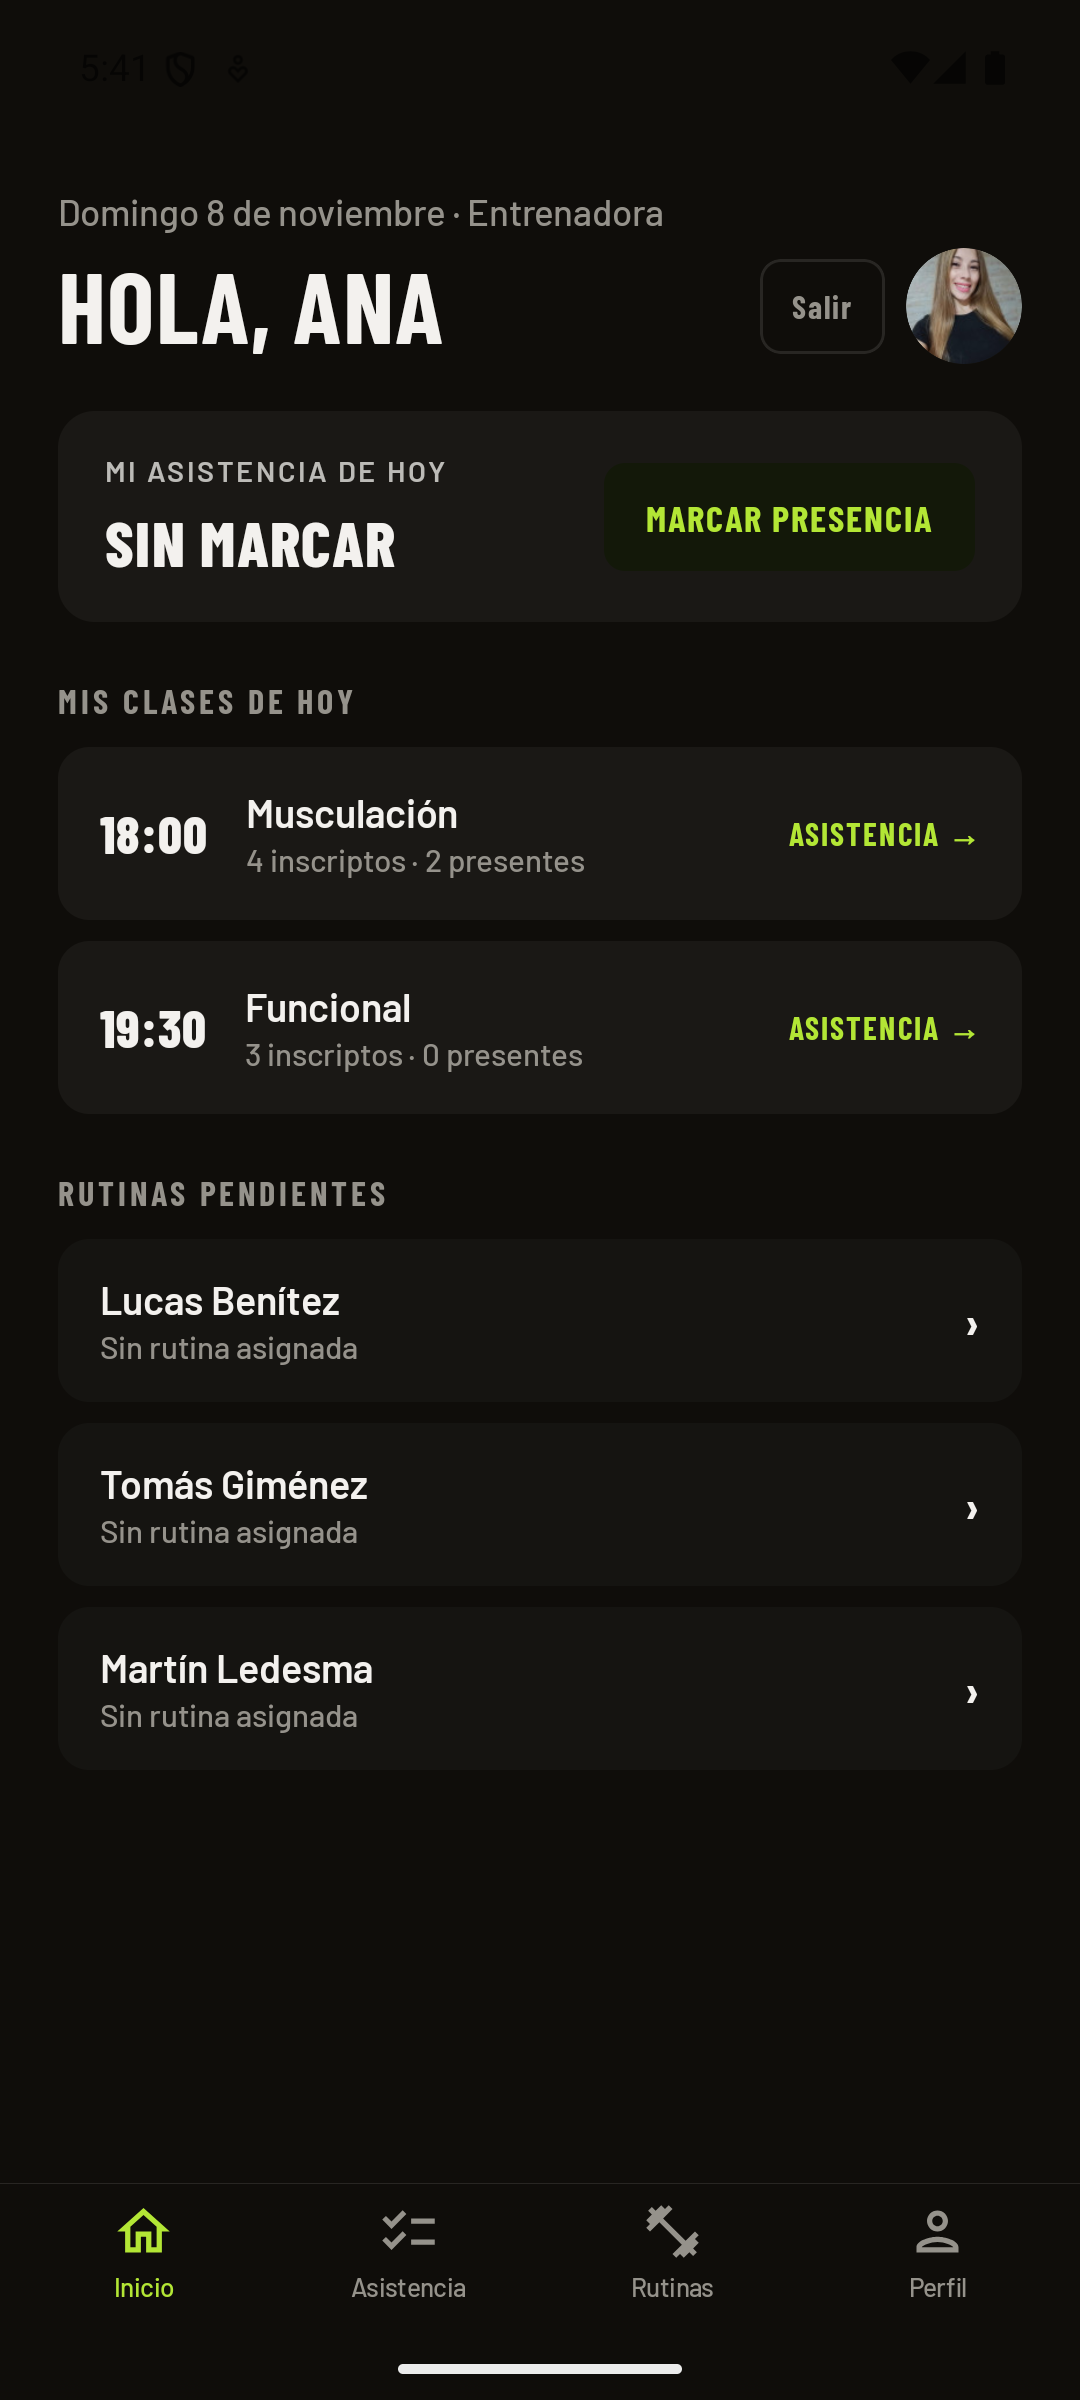 5:41
Domingo 8 de noviembre · Entrenadora
HOLA, ANA
Salir
MI ASISTENCIA DE HOY
SIN MARCAR
MARCAR PRESENCIA
MIS CLASES DE HOY
18:00
Musculación
4 inscriptos · 2 presentes
ASISTENCIA →
19:30
Funcional
3 inscriptos · 0 presentes
ASISTENCIA →
RUTINAS PENDIENTES
Lucas Benítez
Sin rutina asignada
›
Tomás Giménez
Sin rutina asignada
›
Martín Ledesma
Sin rutina asignada
›
Inicio
Asistencia
Rutinas
Perfil